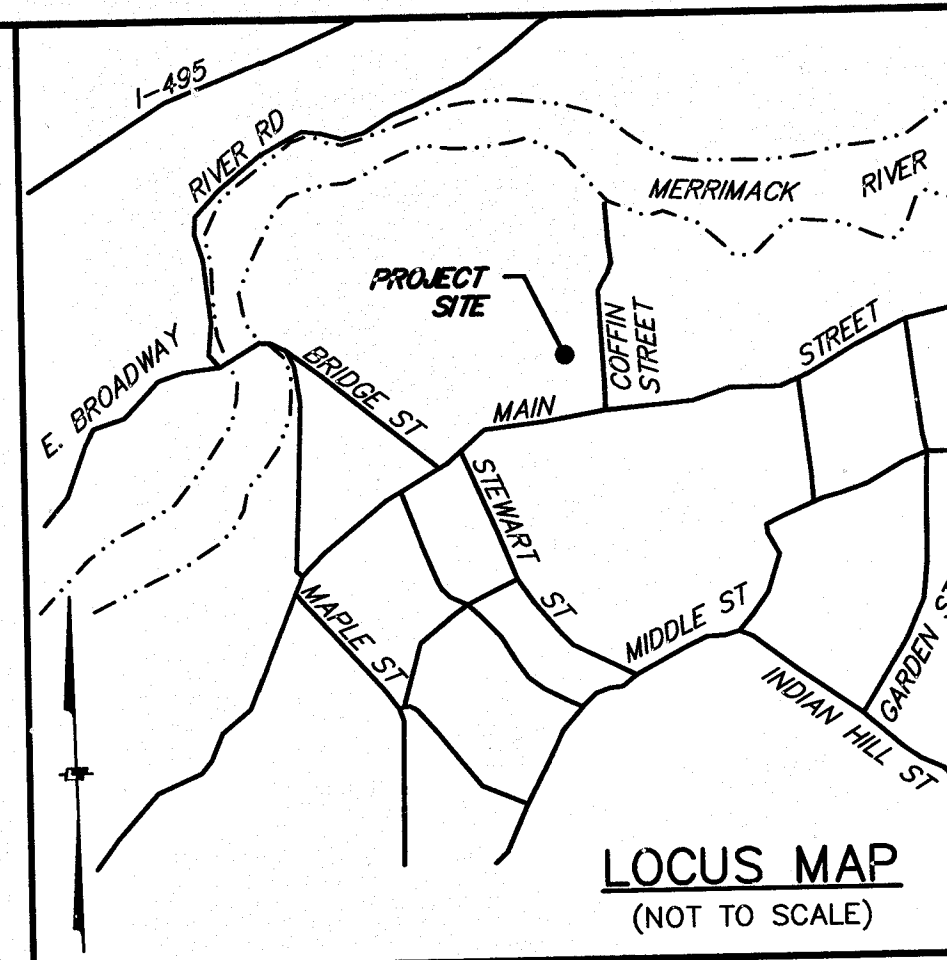 I-495
RIVER RD
MERRIMACK
RIVER
PROJECT
SITE
COFFIN
STREET
STREET
E. BROADWAY
BRIDGE ST
MAIN
STEWART
ST
MAPLE ST
MIDDLE ST
GARDEN ST
INDIAN HILL ST
LOCUS MAP
(NOT TO SCALE)